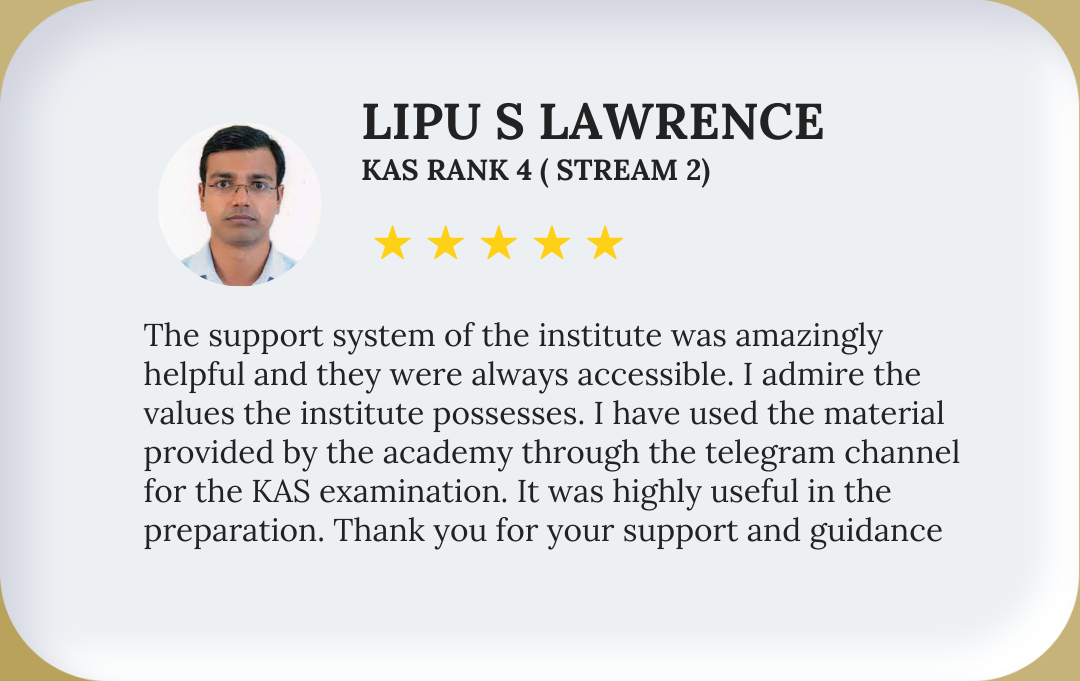 LIPU S LAWRENCE
KAS RANK 4 ( STREAM 2)
The support system of the institute was amazingly
helpful and they were always accessible. I admire the
values the institute possesses. I have used the material
provided by the academy through the telegram channel
for the KAS examination. It was highly useful in the
preparation. Thank you for your support and guidance